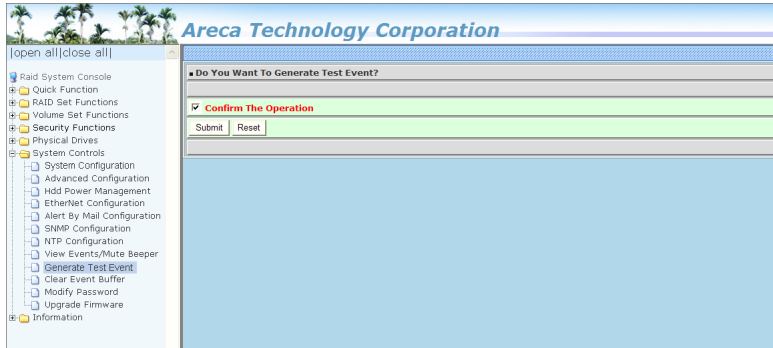 Areca Technology Corporation
|open all|close all|
Raid System Console
Quick Function
RAID Set Functions
Volume Set Functions
Security Functions
Physical Drives
System Controls
System Configuration
Advanced Configuration
Hdd Power Management
EtherNet Configuration
Alert By Mail Configuration
SNMP Configuration
NTP Configuration
View Events/Mute Beeper
Generate Test Event
Clear Event Buffer
Modify Password
Upgrade Firmware
Information
Do You Want To Generate Test Event?
Confirm The Operation
Submit Reset